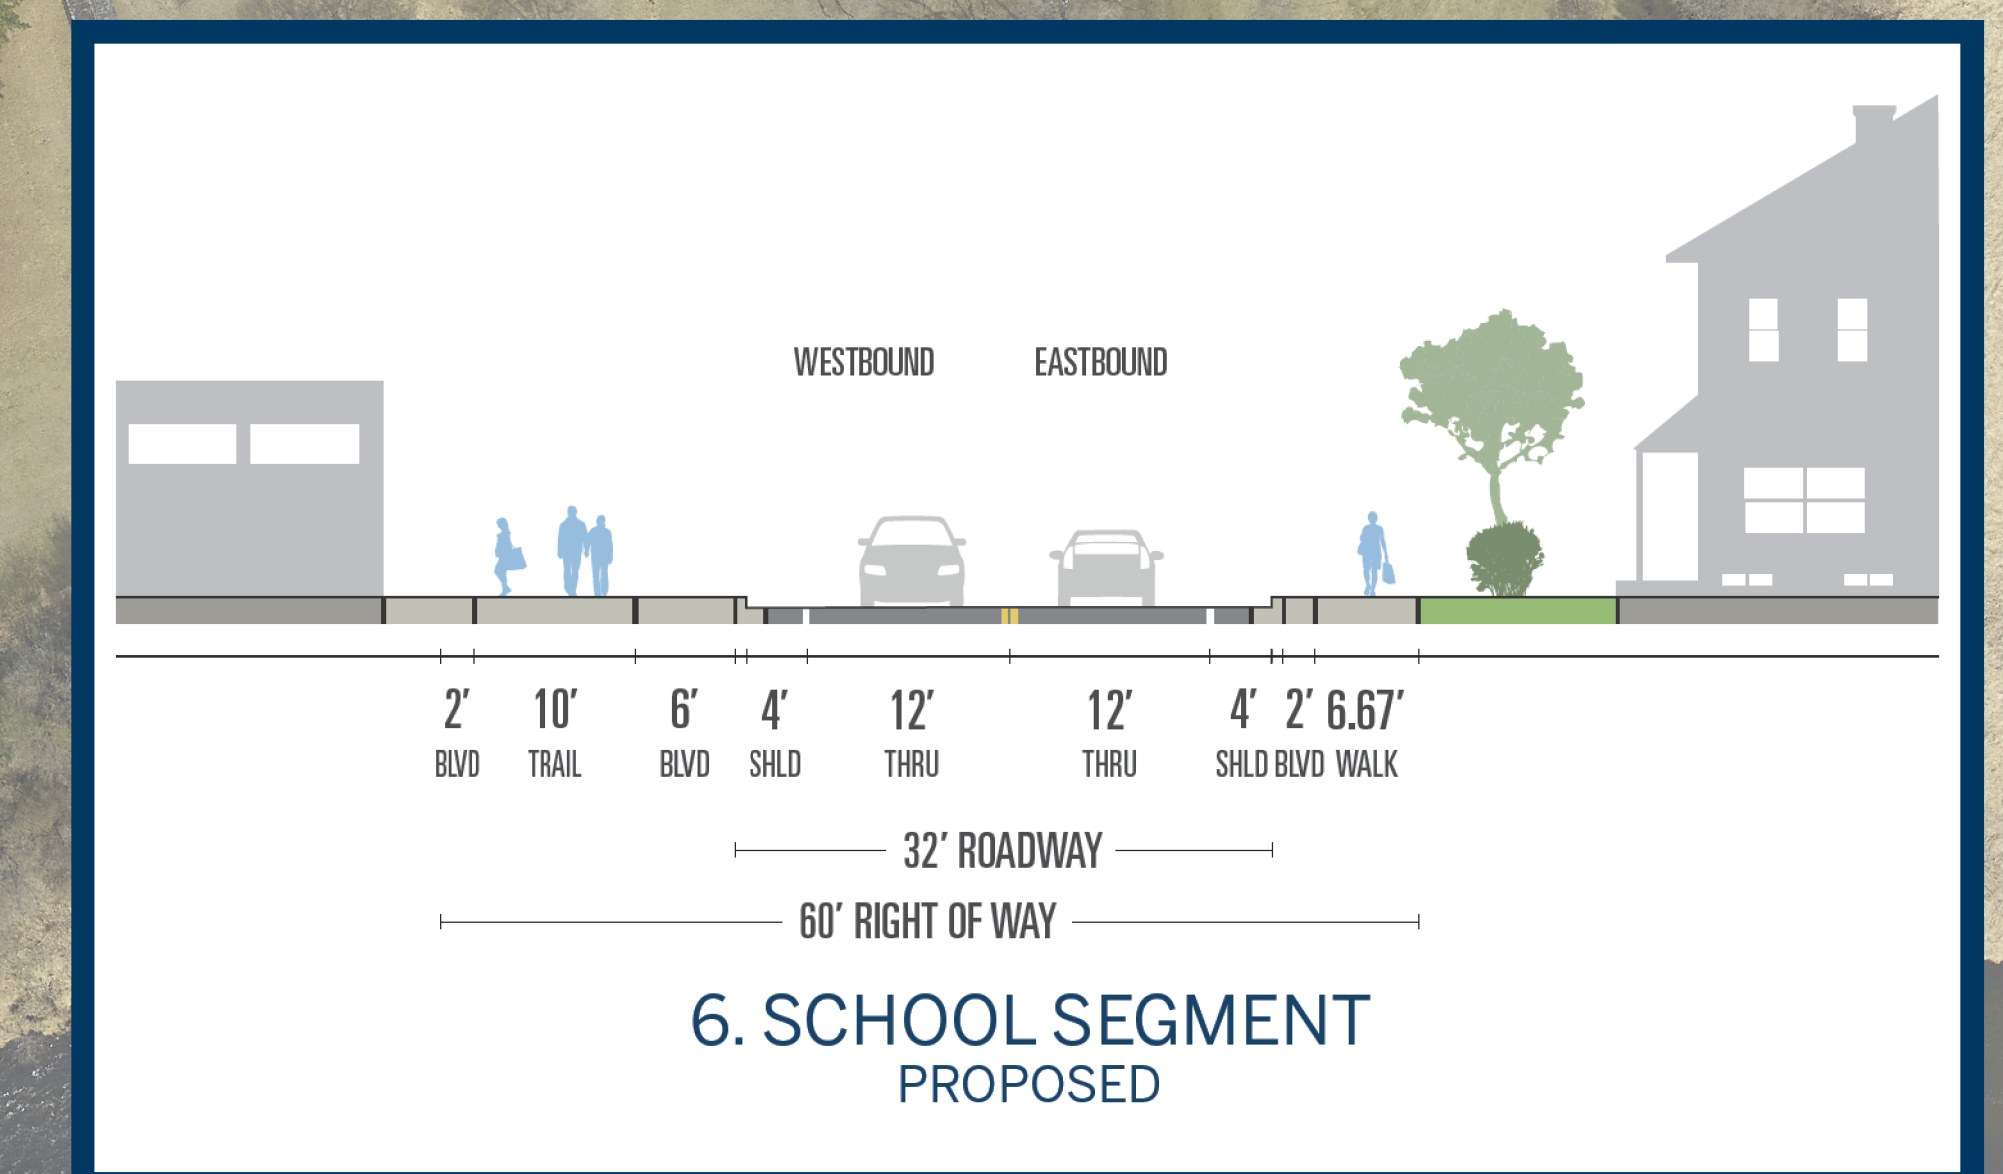 WESTBOUND EASTBOUND
2′ 10′ 6′ 4′ 12′ 12′ 4′ 2′ 6.67′
BLVD TRAIL BLVD SHLD THRU THRU SHLD BLVD WALK
32′ ROADWAY
60′ RIGHT OF WAY
6. SCHOOL SEGMENT
PROPOSED